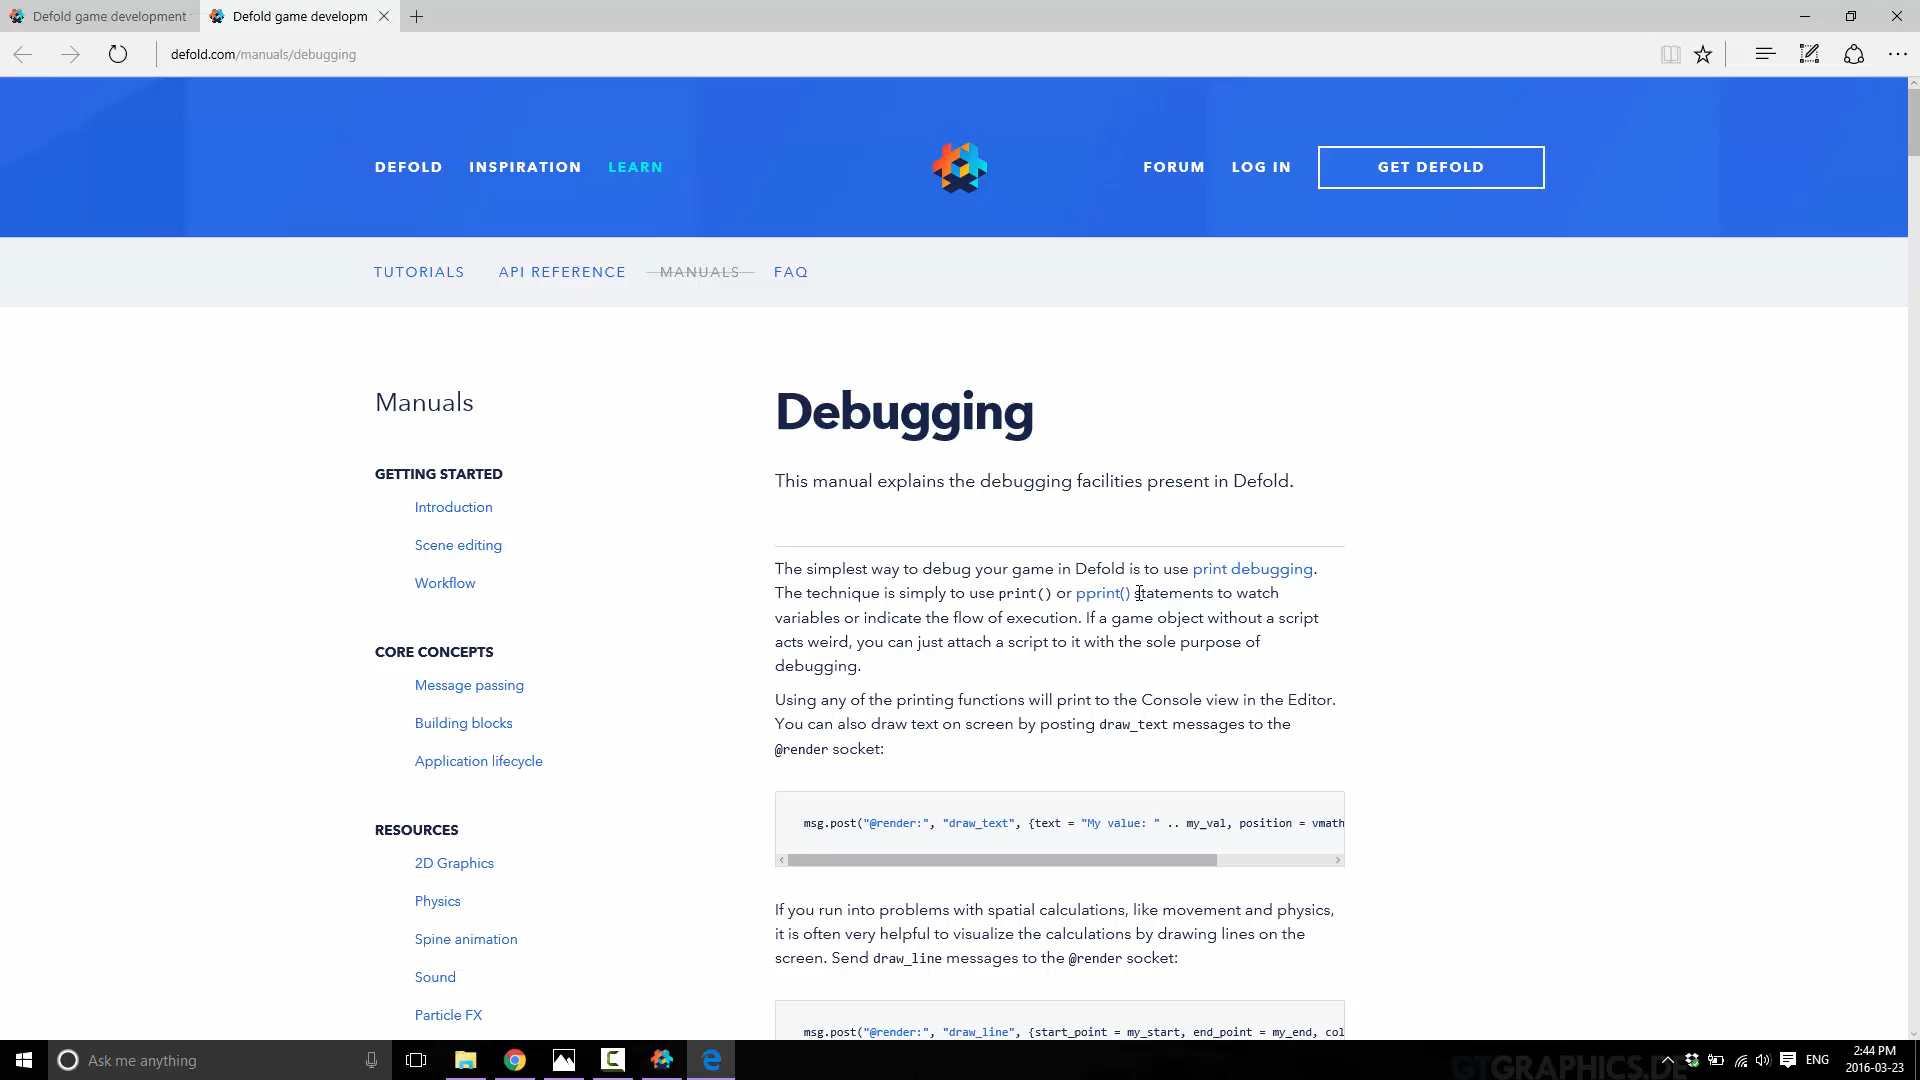 Defold game development
Defold game developm
defold.com/manuals/debugging
DEFOLD INSPIRATION LEARN
FORUM LOG IN GET DEFOLD
TUTORIALS API REFERENCE MANUALS FAQ
Manuals
GETTING STARTED
Introduction
Scene editing
Workflow
CORE CONCEPTS
Message passing
Building blocks
Application lifecycle
RESOURCES
2D Graphics
Physics
Spine animation
Sound
Particle FX
Debugging
This manual explains the debugging facilities present in Defold.
The simplest way to debug your game in Defold is to use print debugging.
The technique is simply to use print() or pprint() statements to watch
variables or indicate the flow of execution. If a game object without a script
acts weird, you can just attach a script to it with the sole purpose of
debugging.
Using any of the printing functions will print to the Console view in the Editor.
You can also draw text on screen by posting draw_text messages to the
@render socket:
msg.post("@render:", "draw_text", {text = "My value: " .. my_val, position = vmath
If you run into problems with spatial calculations, like movement and physics,
it is often very helpful to visualize the calculations by drawing lines on the
screen. Send draw_line messages to the @render socket:
msg.post("@render:", "draw_line", {start_point = my_start, end_point = my_end, col
Ask me anything
GTGRAPHICS.DE
ENG
2:44 PM
2016-03-23